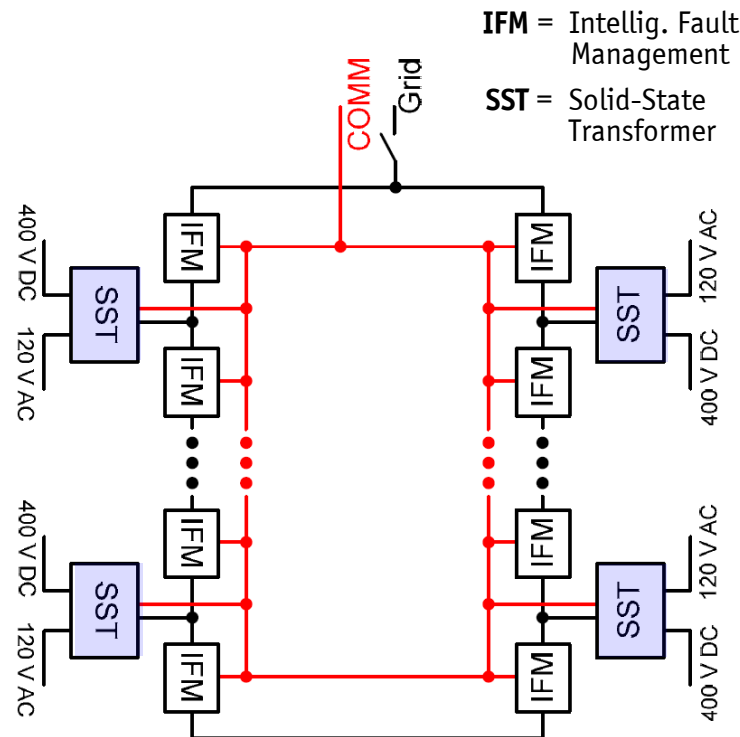 IFM = Intellig. Fault
Management
SST = Solid-State
Transformer
COMM
Grid
IFM
IFM
400 V DC
120 V AC
SST
SST
120 V AC
400 V DC
IFM
IFM
IFM
IFM
400 V DC
120 V AC
SST
SST
120 V AC
400 V DC
IFM
IFM